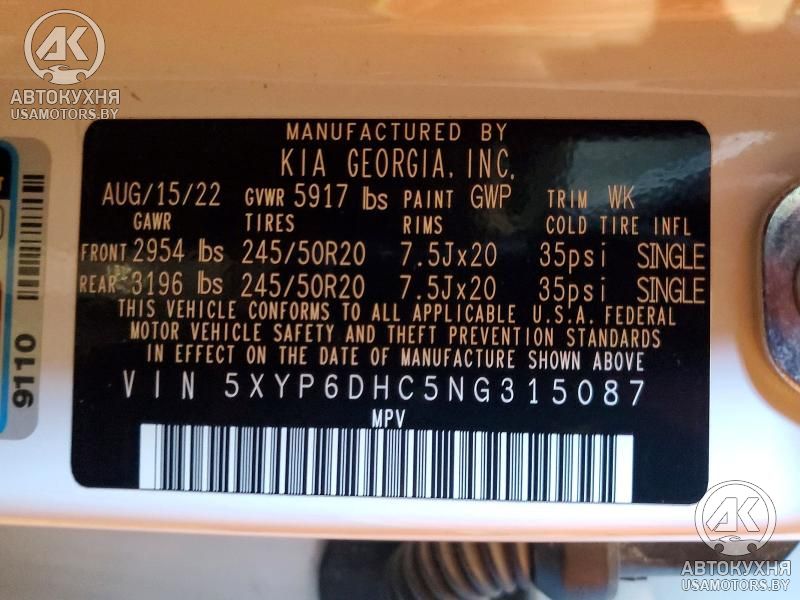 AK
АВТОКУХНЯ
USAMOTORS.BY
MANUFACTURED BY
KIA GEORGIA, INC.
AUG/15/22 GVWR 5917 lbs PAINT GWP TRIM WK
GAWR TIRES RIMS COLD TIRE INFL
FRONT 2954 lbs 245/50R20 7.5Jx20 35psi SINGLE
REAR 3196 lbs 245/50R20 7.5Jx20 35psi SINGLE
THIS VEHICLE CONFORMS TO ALL APPLICABLE U.S.A. FEDERAL
MOTOR VEHICLE SAFETY AND THEFT PREVENTION STANDARDS
IN EFFECT ON THE DATE OF MANUFACTURE SHOWN ABOVE
VIN 5XYP6DHC5NG315087
MPV
9110
AK
АВТОКУХНЯ
USAMOTORS.BY